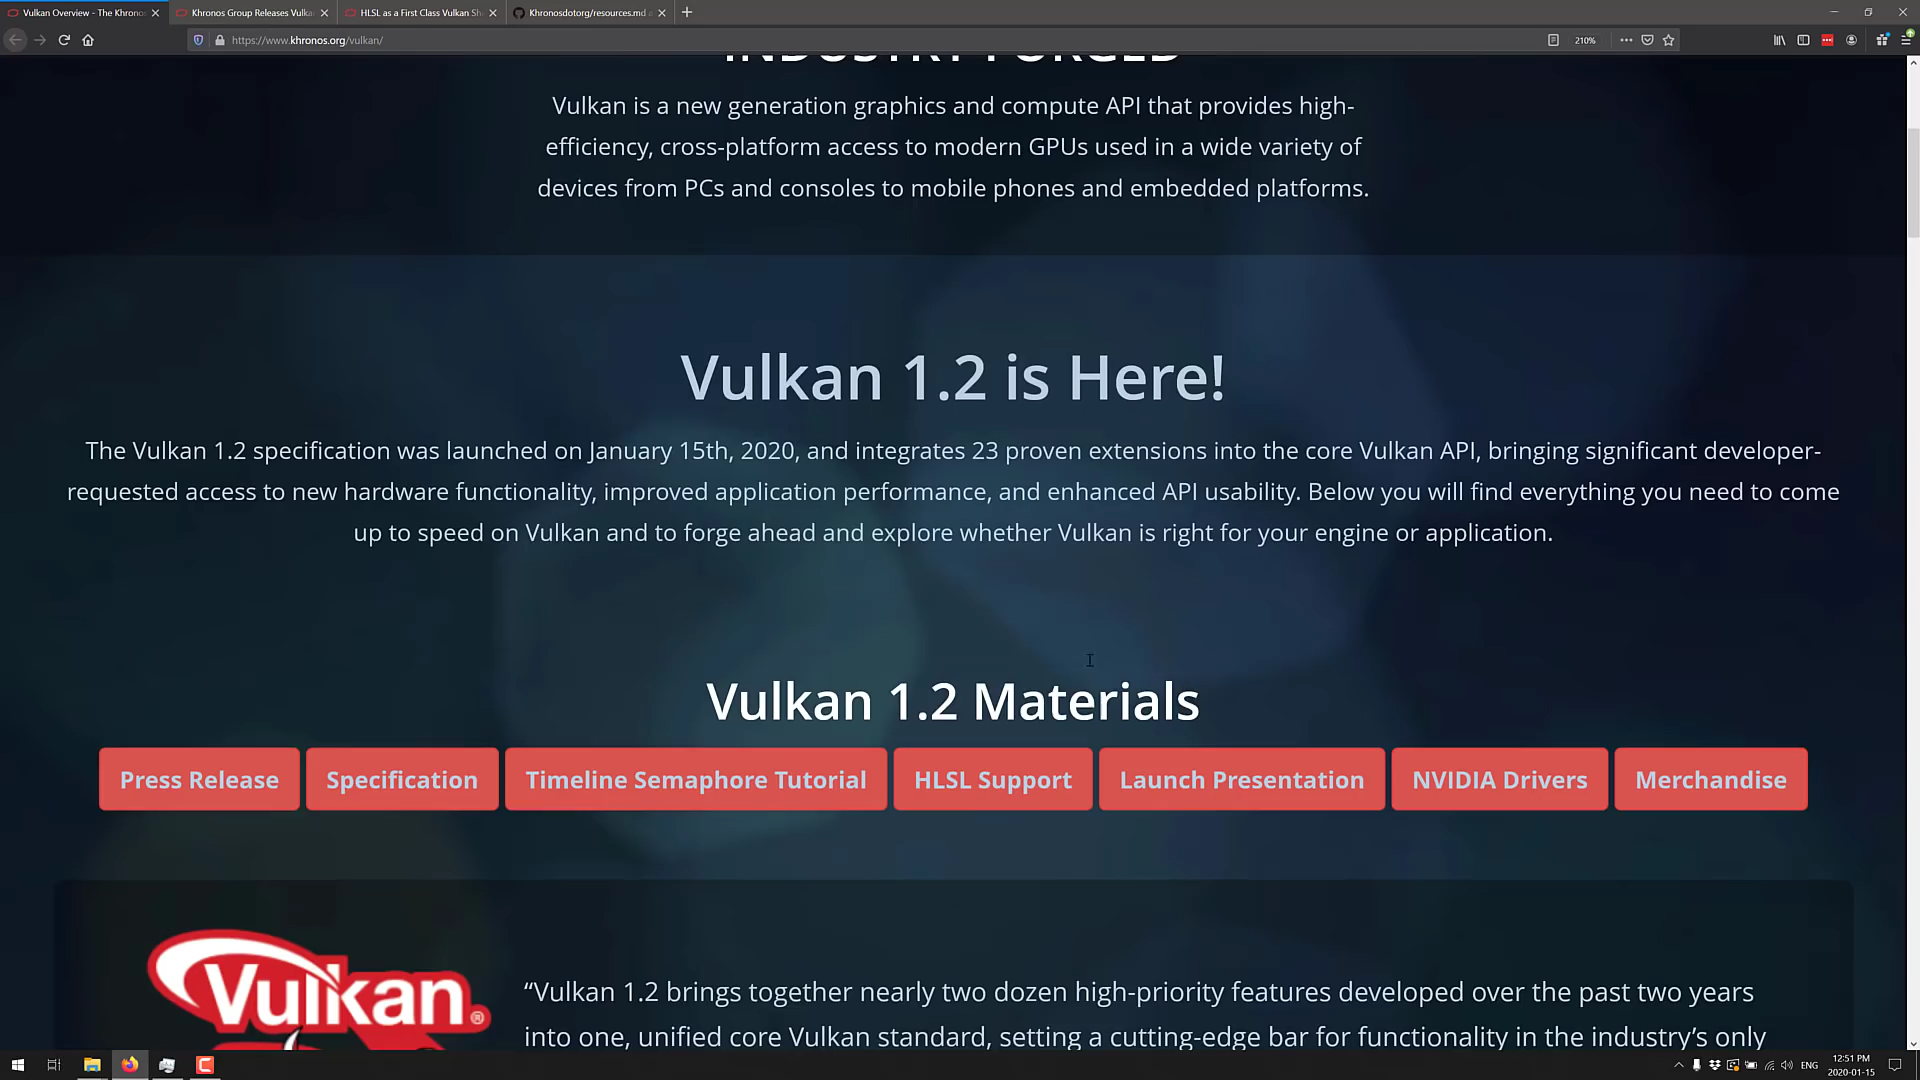 Vulkan Overview - The Khronos
Khronos Group Releases Vulka
HLSL as a First Class Vulkan Sh
Khronosdotorg/resources.md a
https://www.khronos.org/vulkan/
210%
INDUSTRY FORGED
Vulkan is a new generation graphics and compute API that provides high-
efficiency, cross-platform access to modern GPUs used in a wide variety of
devices from PCs and consoles to mobile phones and embedded platforms.
Vulkan 1.2 is Here!
The Vulkan 1.2 specification was launched on January 15th, 2020, and integrates 23 proven extensions into the core Vulkan API, bringing significant developer-
requested access to new hardware functionality, improved application performance, and enhanced API usability. Below you will find everything you need to come
up to speed on Vulkan and to forge ahead and explore whether Vulkan is right for your engine or application.
Vulkan 1.2 Materials
Press Release
Specification
Timeline Semaphore Tutorial
HLSL Support
Launch Presentation
NVIDIA Drivers
Merchandise
Vulkan®
“Vulkan 1.2 brings together nearly two dozen high-priority features developed over the past two years
into one, unified core Vulkan standard, setting a cutting-edge bar for functionality in the industry’s only
ENG
12:51 PM
2020-01-15